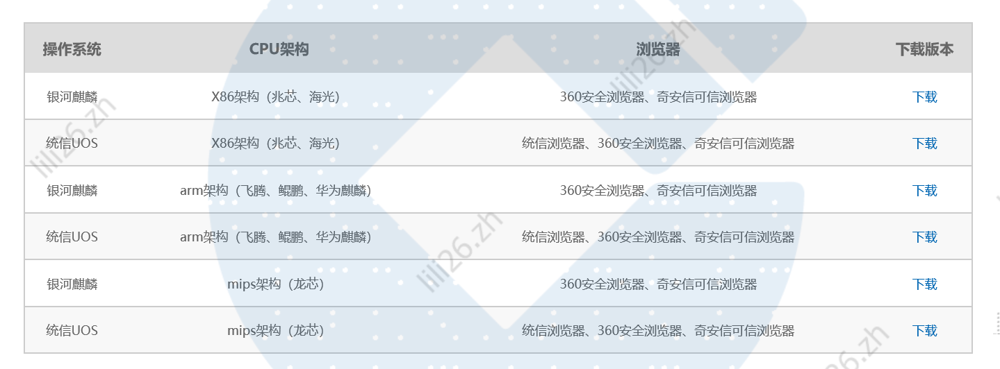 操作系统 CPU架构 浏览器 下载版本
银河麒麟 X86架构（兆芯、海光） 360安全浏览器、奇安信可信浏览器 下载
统信UOS X86架构（兆芯、海光） 统信浏览器、360安全浏览器、奇安信可信浏览器 下载
银河麒麟 arm架构（飞腾、鲲鹏、华为麒麟） 360安全浏览器、奇安信可信浏览器 下载
统信UOS arm架构（飞腾、鲲鹏、华为麒麟） 统信浏览器、360安全浏览器、奇安信可信浏览器 下载
银河麒麟 mips架构（龙芯） 360安全浏览器、奇安信可信浏览器 下载
统信UOS mips架构（龙芯） 统信浏览器、360安全浏览器、奇安信可信浏览器 下载
lili26.zh
lili26.zh
lili26.zh
26.zh